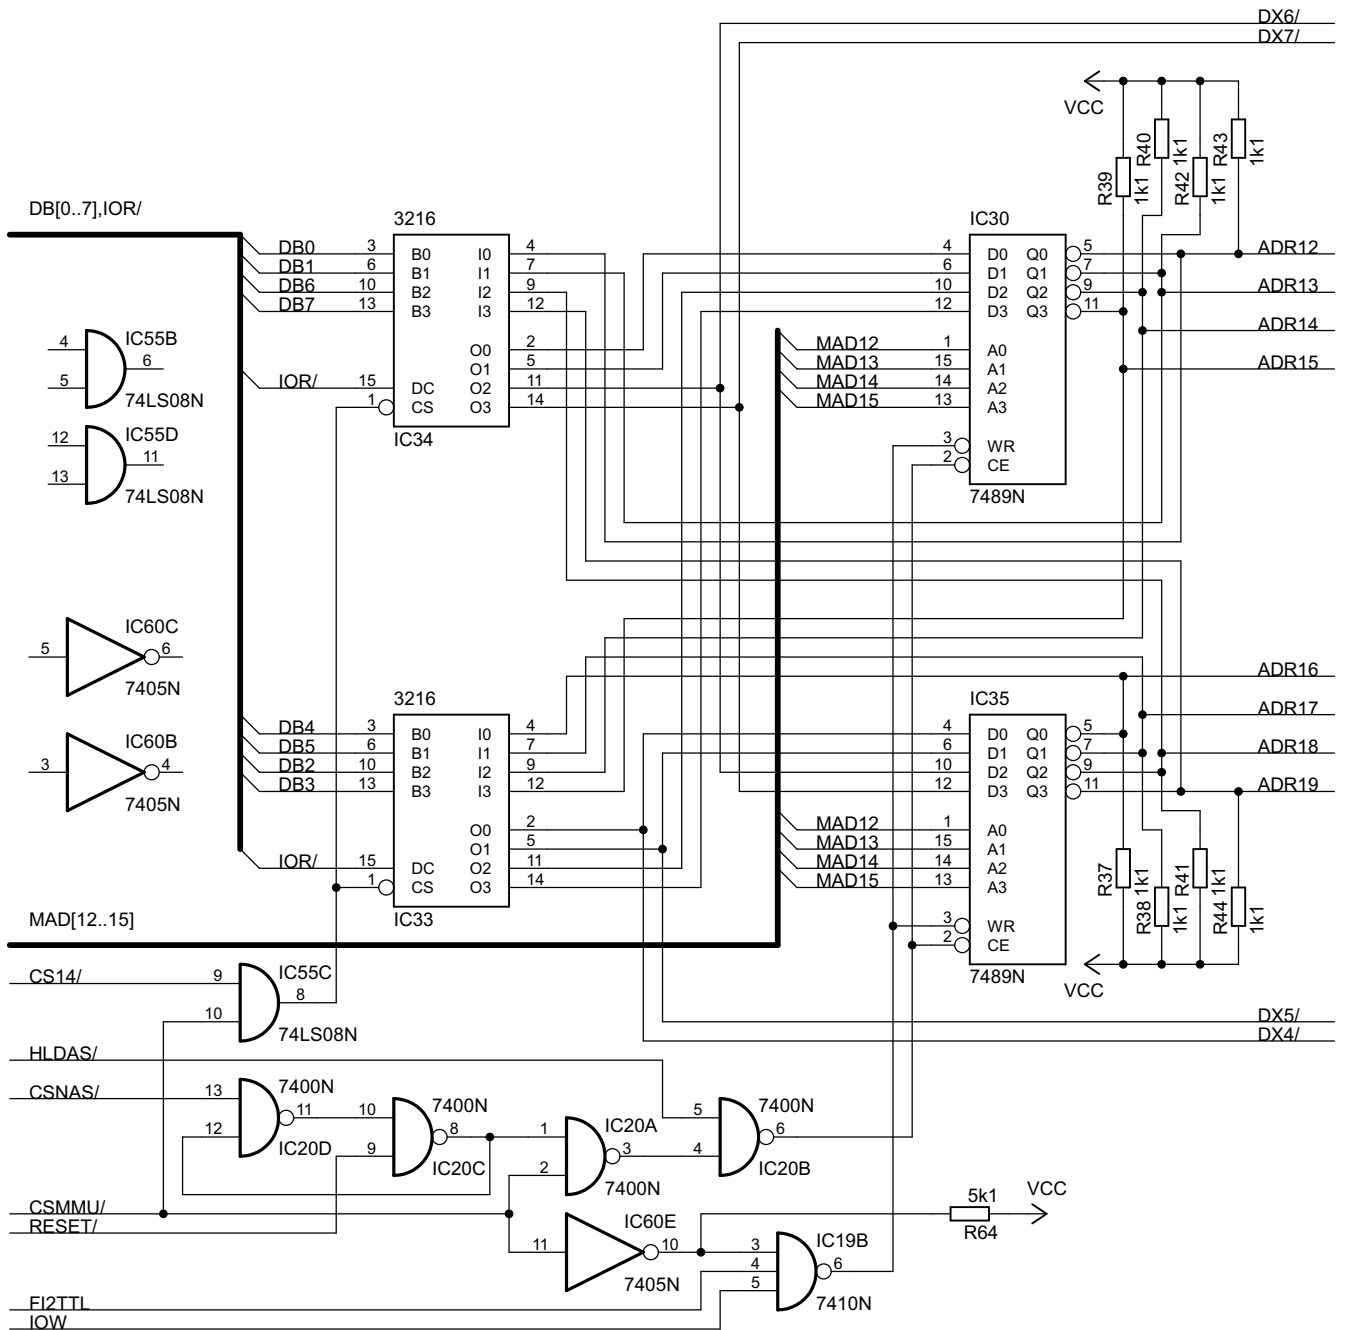 DX6/
DX7/
VCC
R39
1k1
R40
1k1
R42
1k1
R43
1k1
DB[0..7],IOR/
3216
IC30
DB0 3 B0 I0 4
DB1 6 B1 I1 7
DB6 10 B2 I2 9
DB7 13 B3 I3 12
O0 2
O1 5
IOR/ 15 DC O2 11
1 CS O3 14
IC34
4 D0 Q0 5 ADR12
6 D1 Q1 7
10 D2 Q2 9 ADR13
12 D3 Q3 11
ADR14
MAD12 1 A0
MAD13 15 A1 ADR15
MAD14 14 A2
MAD15 13 A3
3 WR
2 CE
7489N
4 IC55B
6
5
74LS08N
12 IC55D
11
13
74LS08N
IC60C
5 6
7405N
IC60B
3 4
7405N
3216
IC35
DB4 3 B0 I0 4
DB5 6 B1 I1 7
DB2 10 B2 I2 9
DB3 13 B3 I3 12
O0 2
O1 5
IOR/ 15 DC O2 11
1 CS O3 14
IC33
ADR16
ADR17
4 D0 Q0 5
6 D1 Q1 7 ADR18
10 D2 Q2 9
12 D3 Q3 11 ADR19
MAD12 1 A0
MAD13 15 A1
MAD14 14 A2
MAD15 13 A3
3 WR
2 CE
7489N
R37
1k1
R38
1k1
R41
1k1
R44
1k1
VCC
MAD[12..15]
CS14/ 9 IC55C
8
10
74LS08N
DX5/
DX4/
HLDAS/
CSNAS/ 13 7400N
11
12 IC20D
10 7400N
8
9 IC20C
1 IC20A
3
2 7400N
5 7400N
6
4 IC20B
CSMMU/
RESET/
IC60E
11 10
7405N
5k1 VCC
R64
3 IC19B
4 6
5 7410N
FI2TTL
IOW